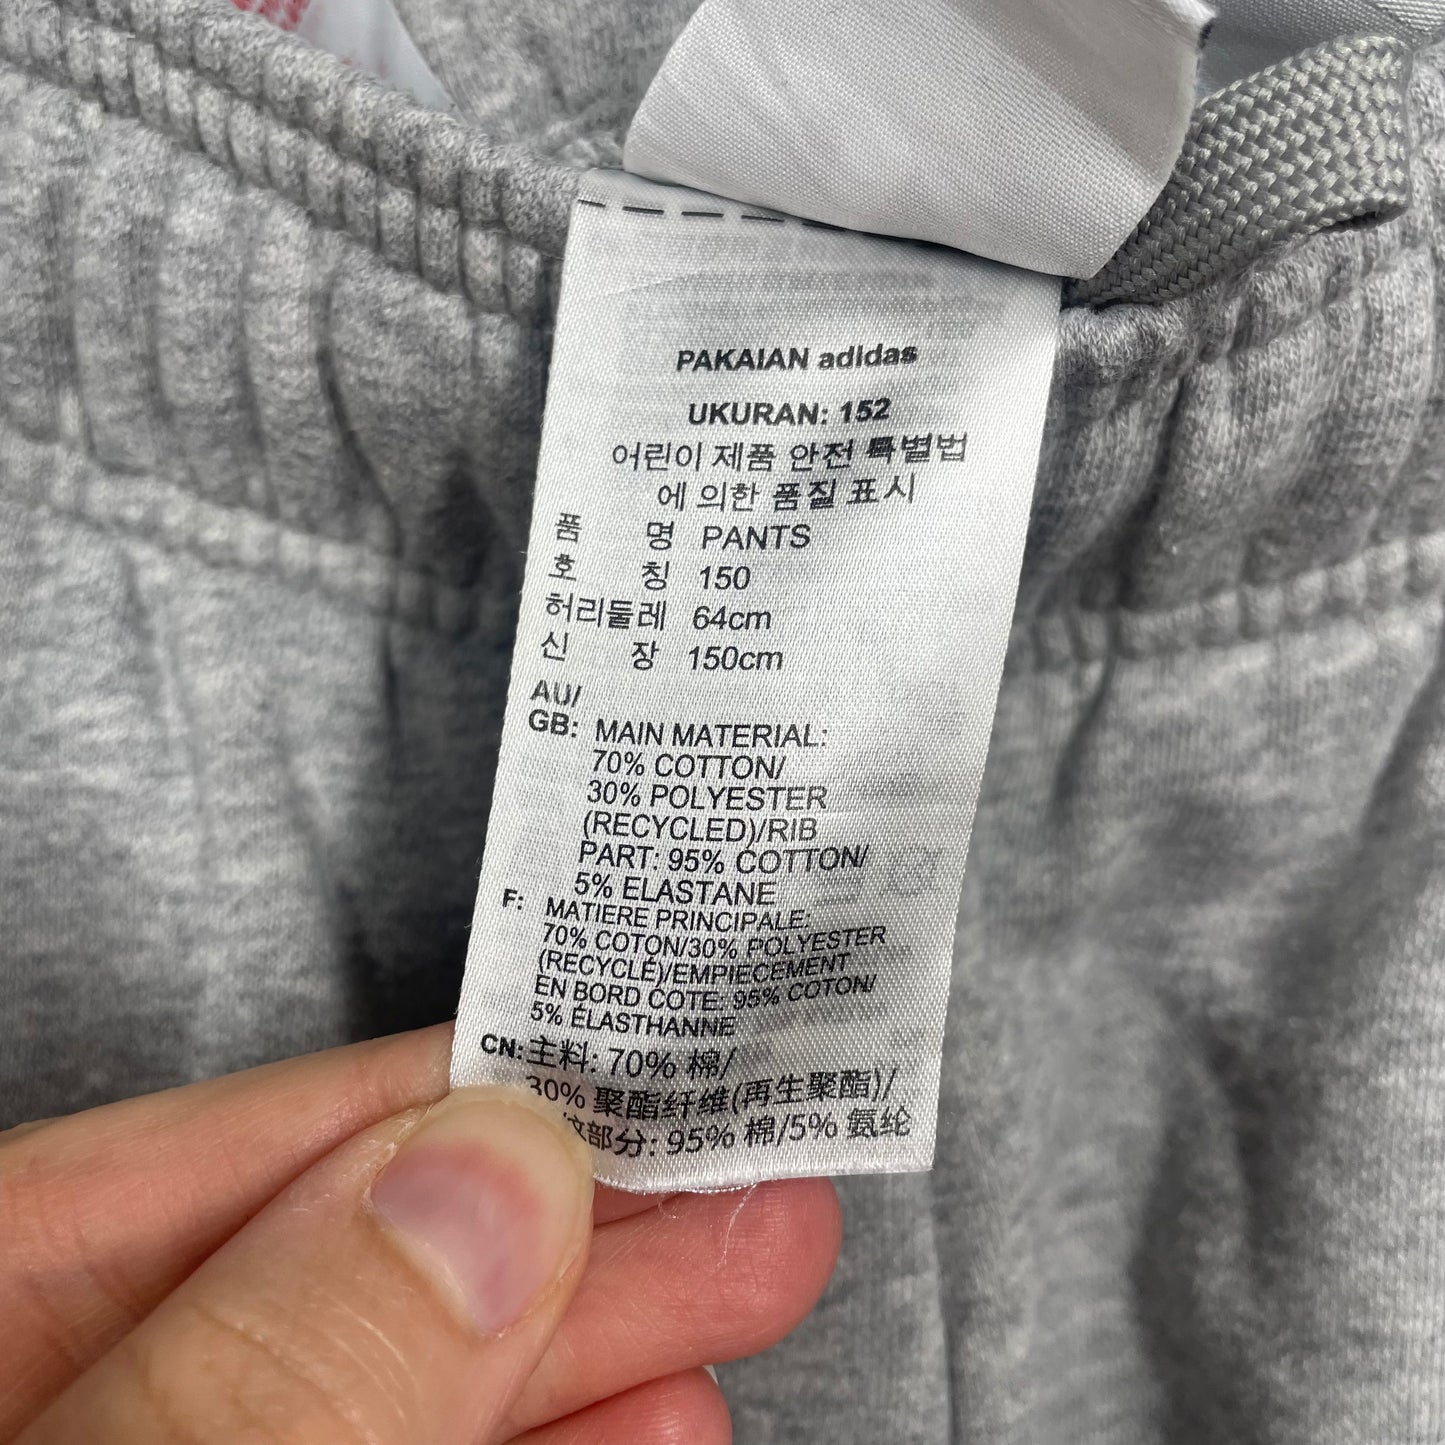 PAKAIAN adidas
UKURAN: 152
어린이 제품 안전 특별법
에 의한 품질 표시
품 명 PANTS
호 칭 150
허리둘레 64cm
신 장 150cm
AU/
GB: MAIN MATERIAL:
70% COTTON/
30% POLYESTER
(RECYCLED)/RIB
PART: 95% COTTON/
5% ELASTANE
F: MATIERE PRINCIPALE:
70% COTON/30% POLYESTER
(RECYCLÉ)/EMPIECEMENT
EN BORD COTE: 95% COTON/
5% ÉLASTHANNE
CN: 主料: 70% 棉/
30% 聚酯纤维(再生聚酯)/
纹部分: 95% 棉/5% 氨纶